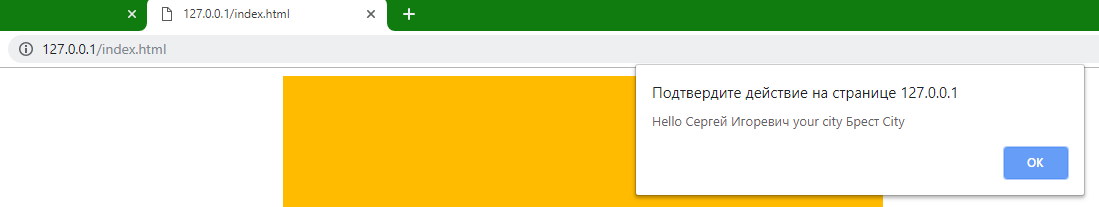 127.0.0.1/index.html
127.0.0.1/index.html
Подтвердите действие на странице 127.0.0.1
Hello Сергей Игоревич your city Брест City
ОК